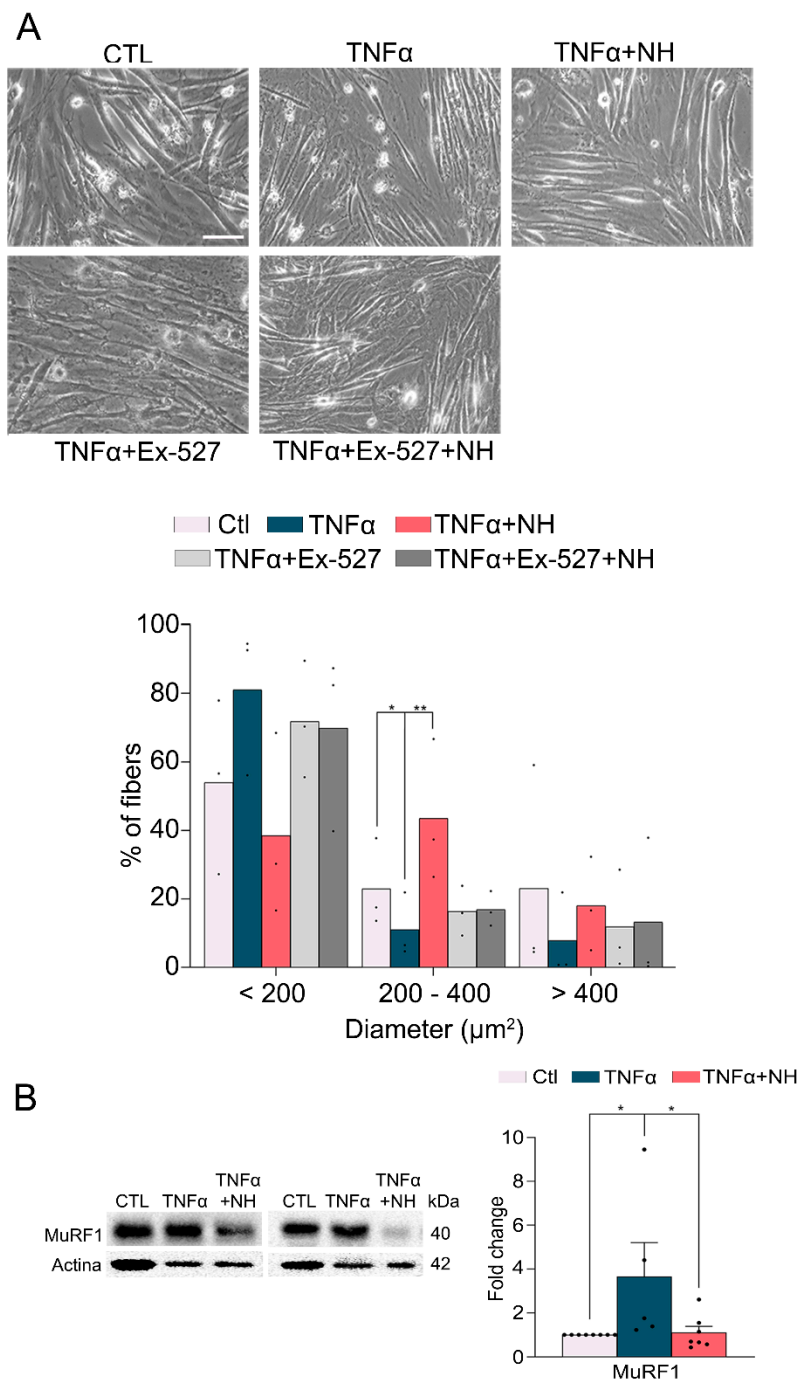 A
CTL TNFα TNFα+NH
TNFα+Ex-527 TNFα+Ex-527+NH
Ctl TNFα TNFα+NH
TNFα+Ex-527 TNFα+Ex-527+NH
100
80
60
40
20
0
% of fibers
* **
< 200 200 - 400 > 400
Diameter (µm²)
B
CTL TNFα TNFα +NH CTL TNFα TNFα +NH kDa
MuRF1 40
Actina 42
Ctl TNFα TNFα+NH
* *
10
8
6
4
2
0
Fold change
MuRF1